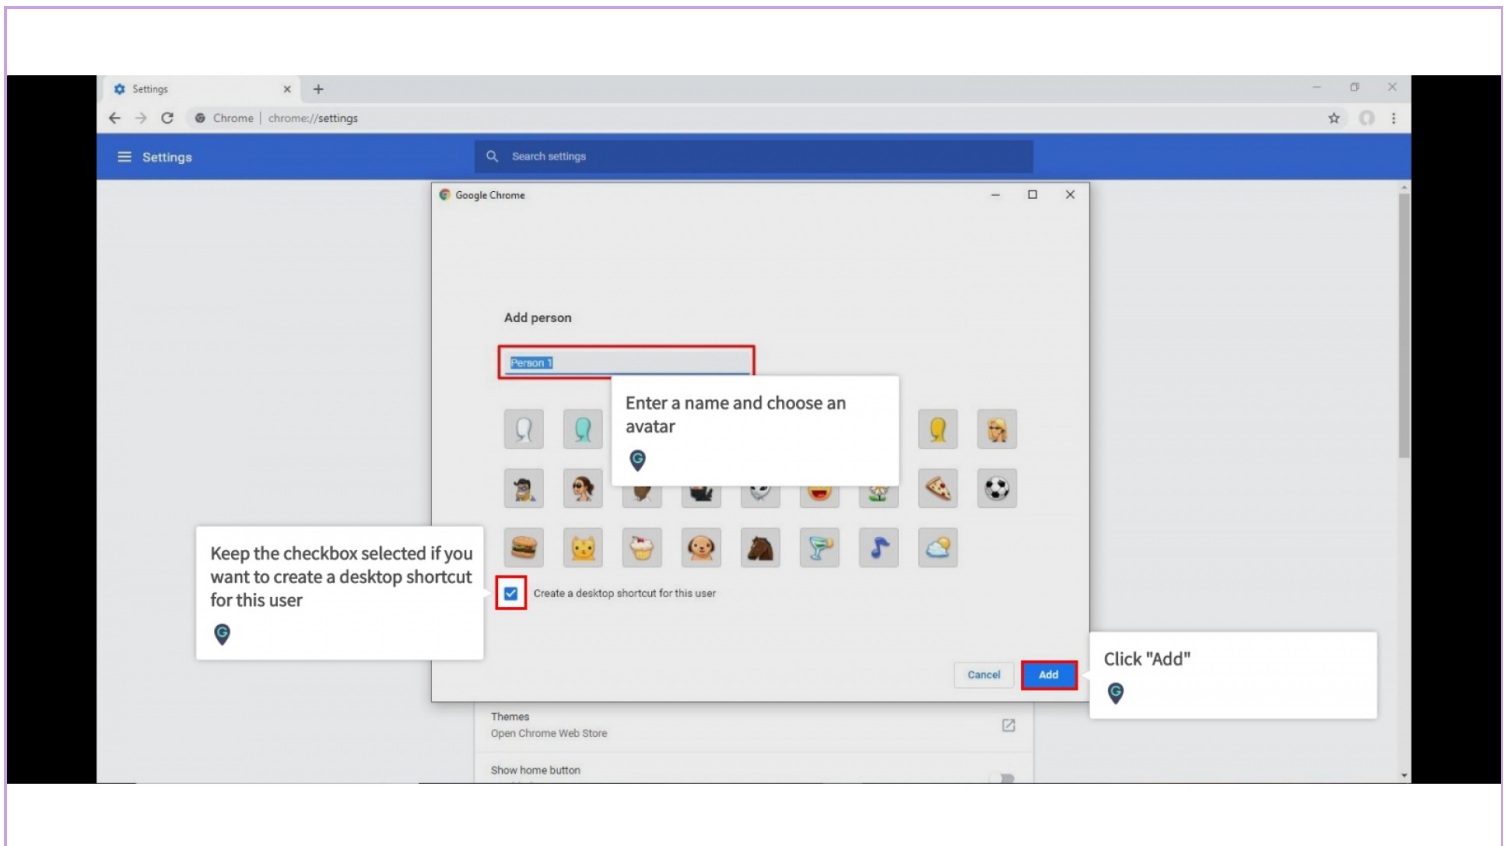 Settings
Chrome | chrome://settings
Settings
Search settings
Google Chrome
Add person
Person 1
Enter a name and choose an
avatar
Keep the checkbox selected if you
want to create a desktop shortcut
for this user
Create a desktop shortcut for this user
Cancel
Add
Click "Add"
Themes
Open Chrome Web Store
Show home button